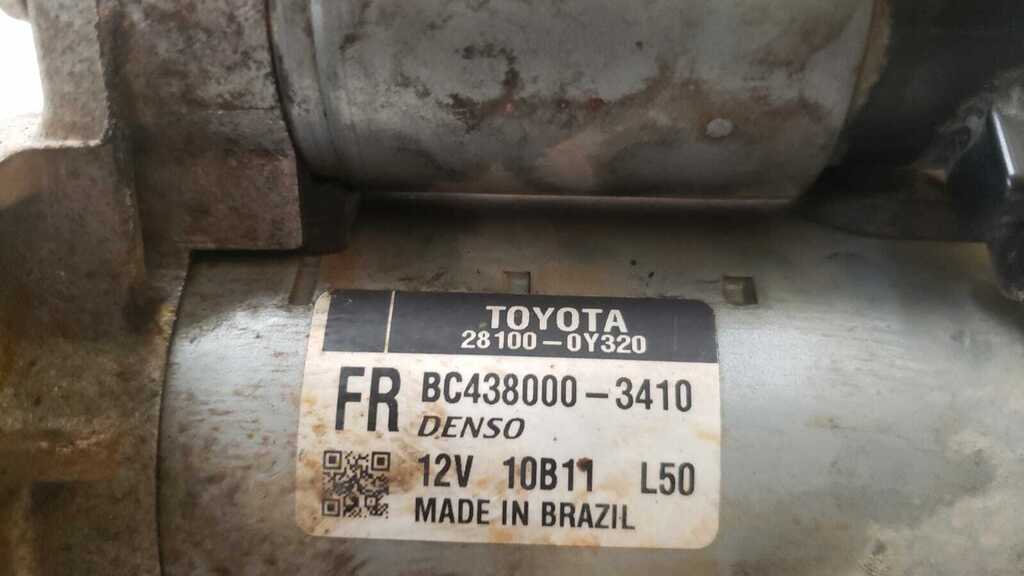 TOYOTA
28100-0Y320
FR BC438000-3410
DENSO
12V 10B11 L50
MADE IN BRAZIL